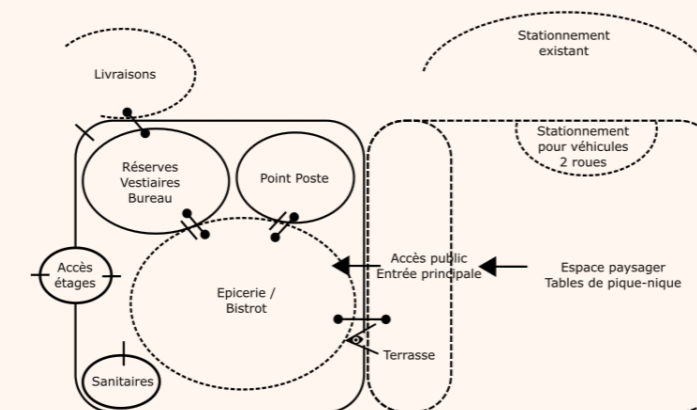 Stationnement
existant
Livraisons
Stationnement
pour véhicules
2 roues
Réserves
Vestiaires
Bureau
Point Poste
Accès public
Entrée principale
Accès
étages
Espace paysager
Tables de pique-nique
Epicerie /
Bistrot
Terrasse
Sanitaires